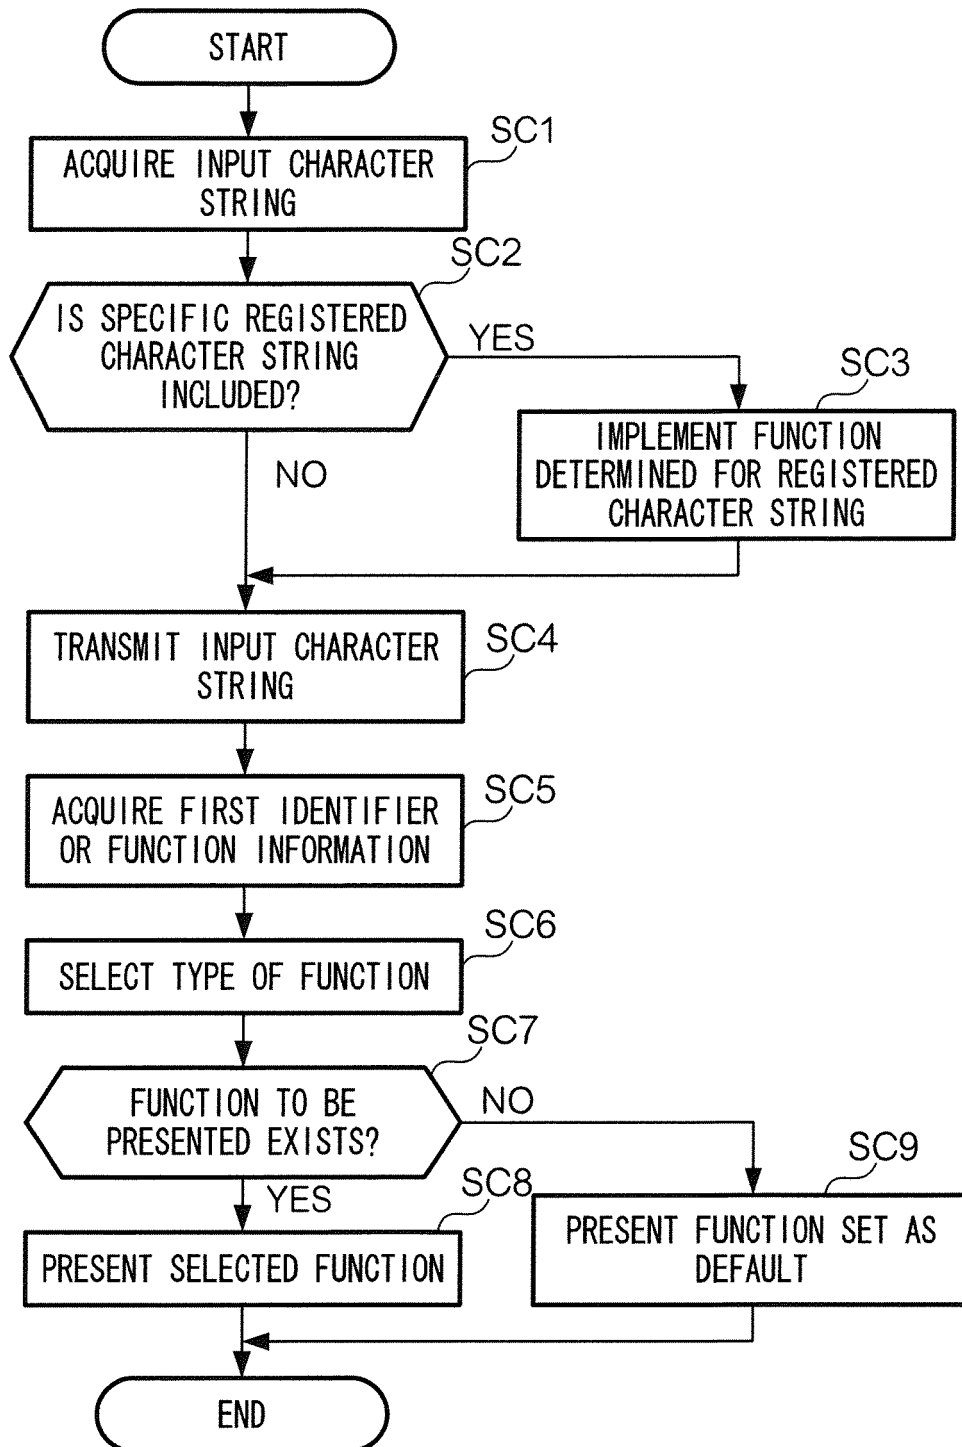 START
SC1
ACQUIRE INPUT CHARACTER
STRING
SC2
IS SPECIFIC REGISTERED
CHARACTER STRING
INCLUDED?
YES
NO
SC3
IMPLEMENT FUNCTION
DETERMINED FOR REGISTERED
CHARACTER STRING
SC4
TRANSMIT INPUT CHARACTER
STRING
SC5
ACQUIRE FIRST IDENTIFIER
OR FUNCTION INFORMATION
SC6
SELECT TYPE OF FUNCTION
SC7
FUNCTION TO BE
PRESENTED EXISTS?
NO
YES
SC8
PRESENT SELECTED FUNCTION
SC9
PRESENT FUNCTION SET AS
DEFAULT
END